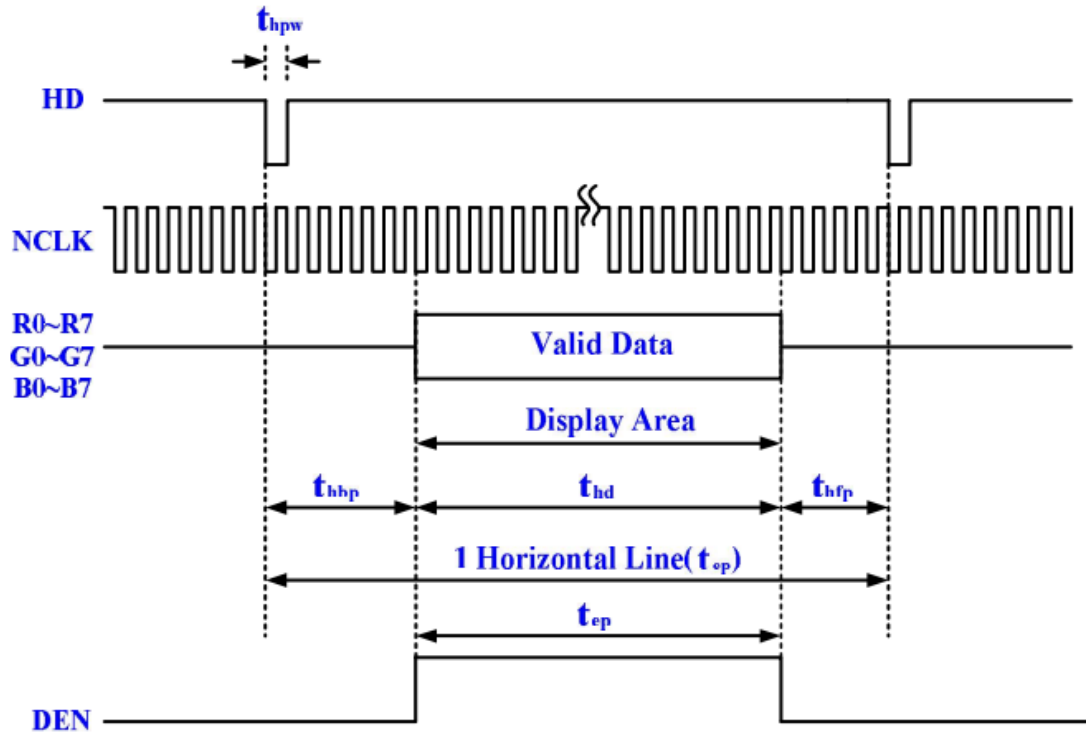 thpw
HD
NCLK
R0~R7
G0~G7
B0~B7
Valid Data
Display Area
thbp
thd
thfp
1 Horizontal Line( tep)
tep
DEN